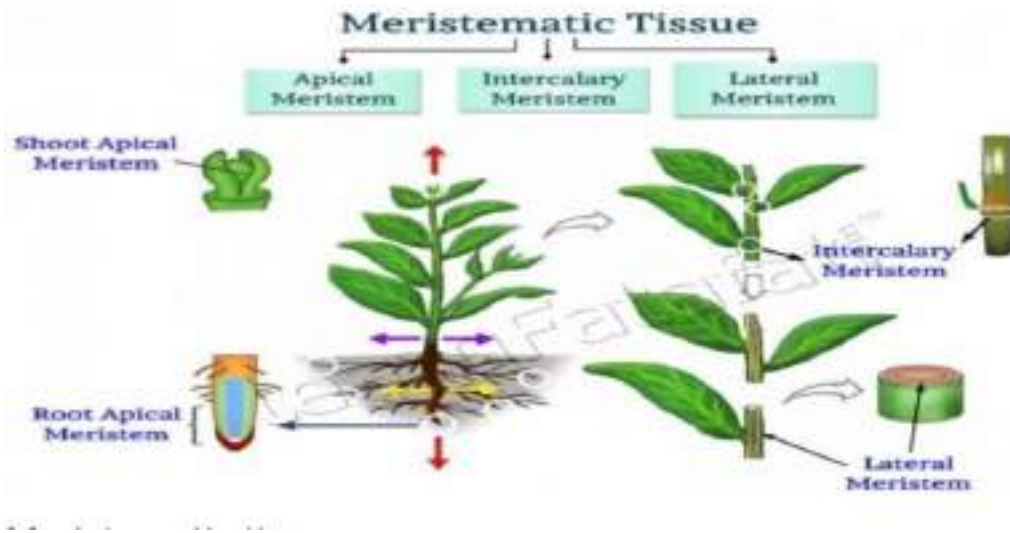 Meristematic Tissue
Apical
Meristem
Intercalary
Meristem
Lateral
Meristem
Shoot Apical
Meristem
Intercalary
Meristem
Root Apical
Meristem
Lateral
Meristem